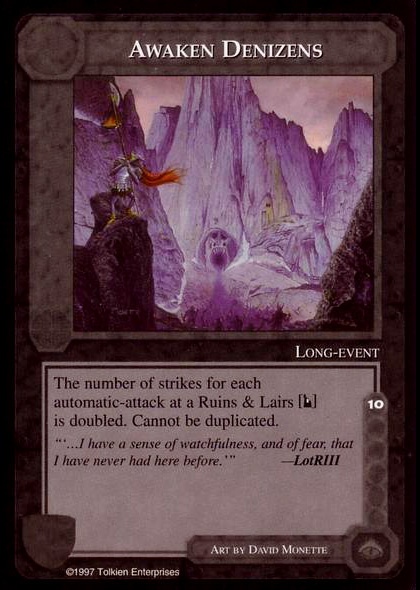 AWAKEN DENIZENS
LONG-EVENT
The number of strikes for each
automatic-attack at a Ruins & Lairs []
is doubled. Cannot be duplicated.
"‘...I have a sense of watchfulness, and of fear, that
I have never had here before.’" —LotRIII
10
ART BY DAVID MONETTE
©1997 Tolkien Enterprises